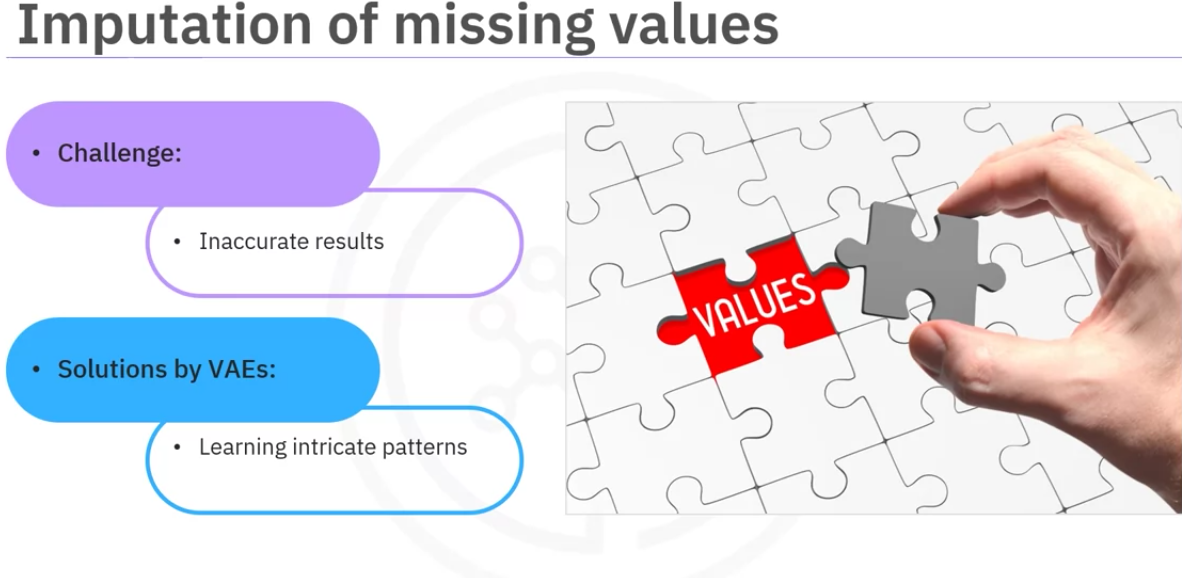 Imputation of missing values
• Challenge:
• Inaccurate results
• Solutions by VAEs:
• Learning intricate patterns
VALUES